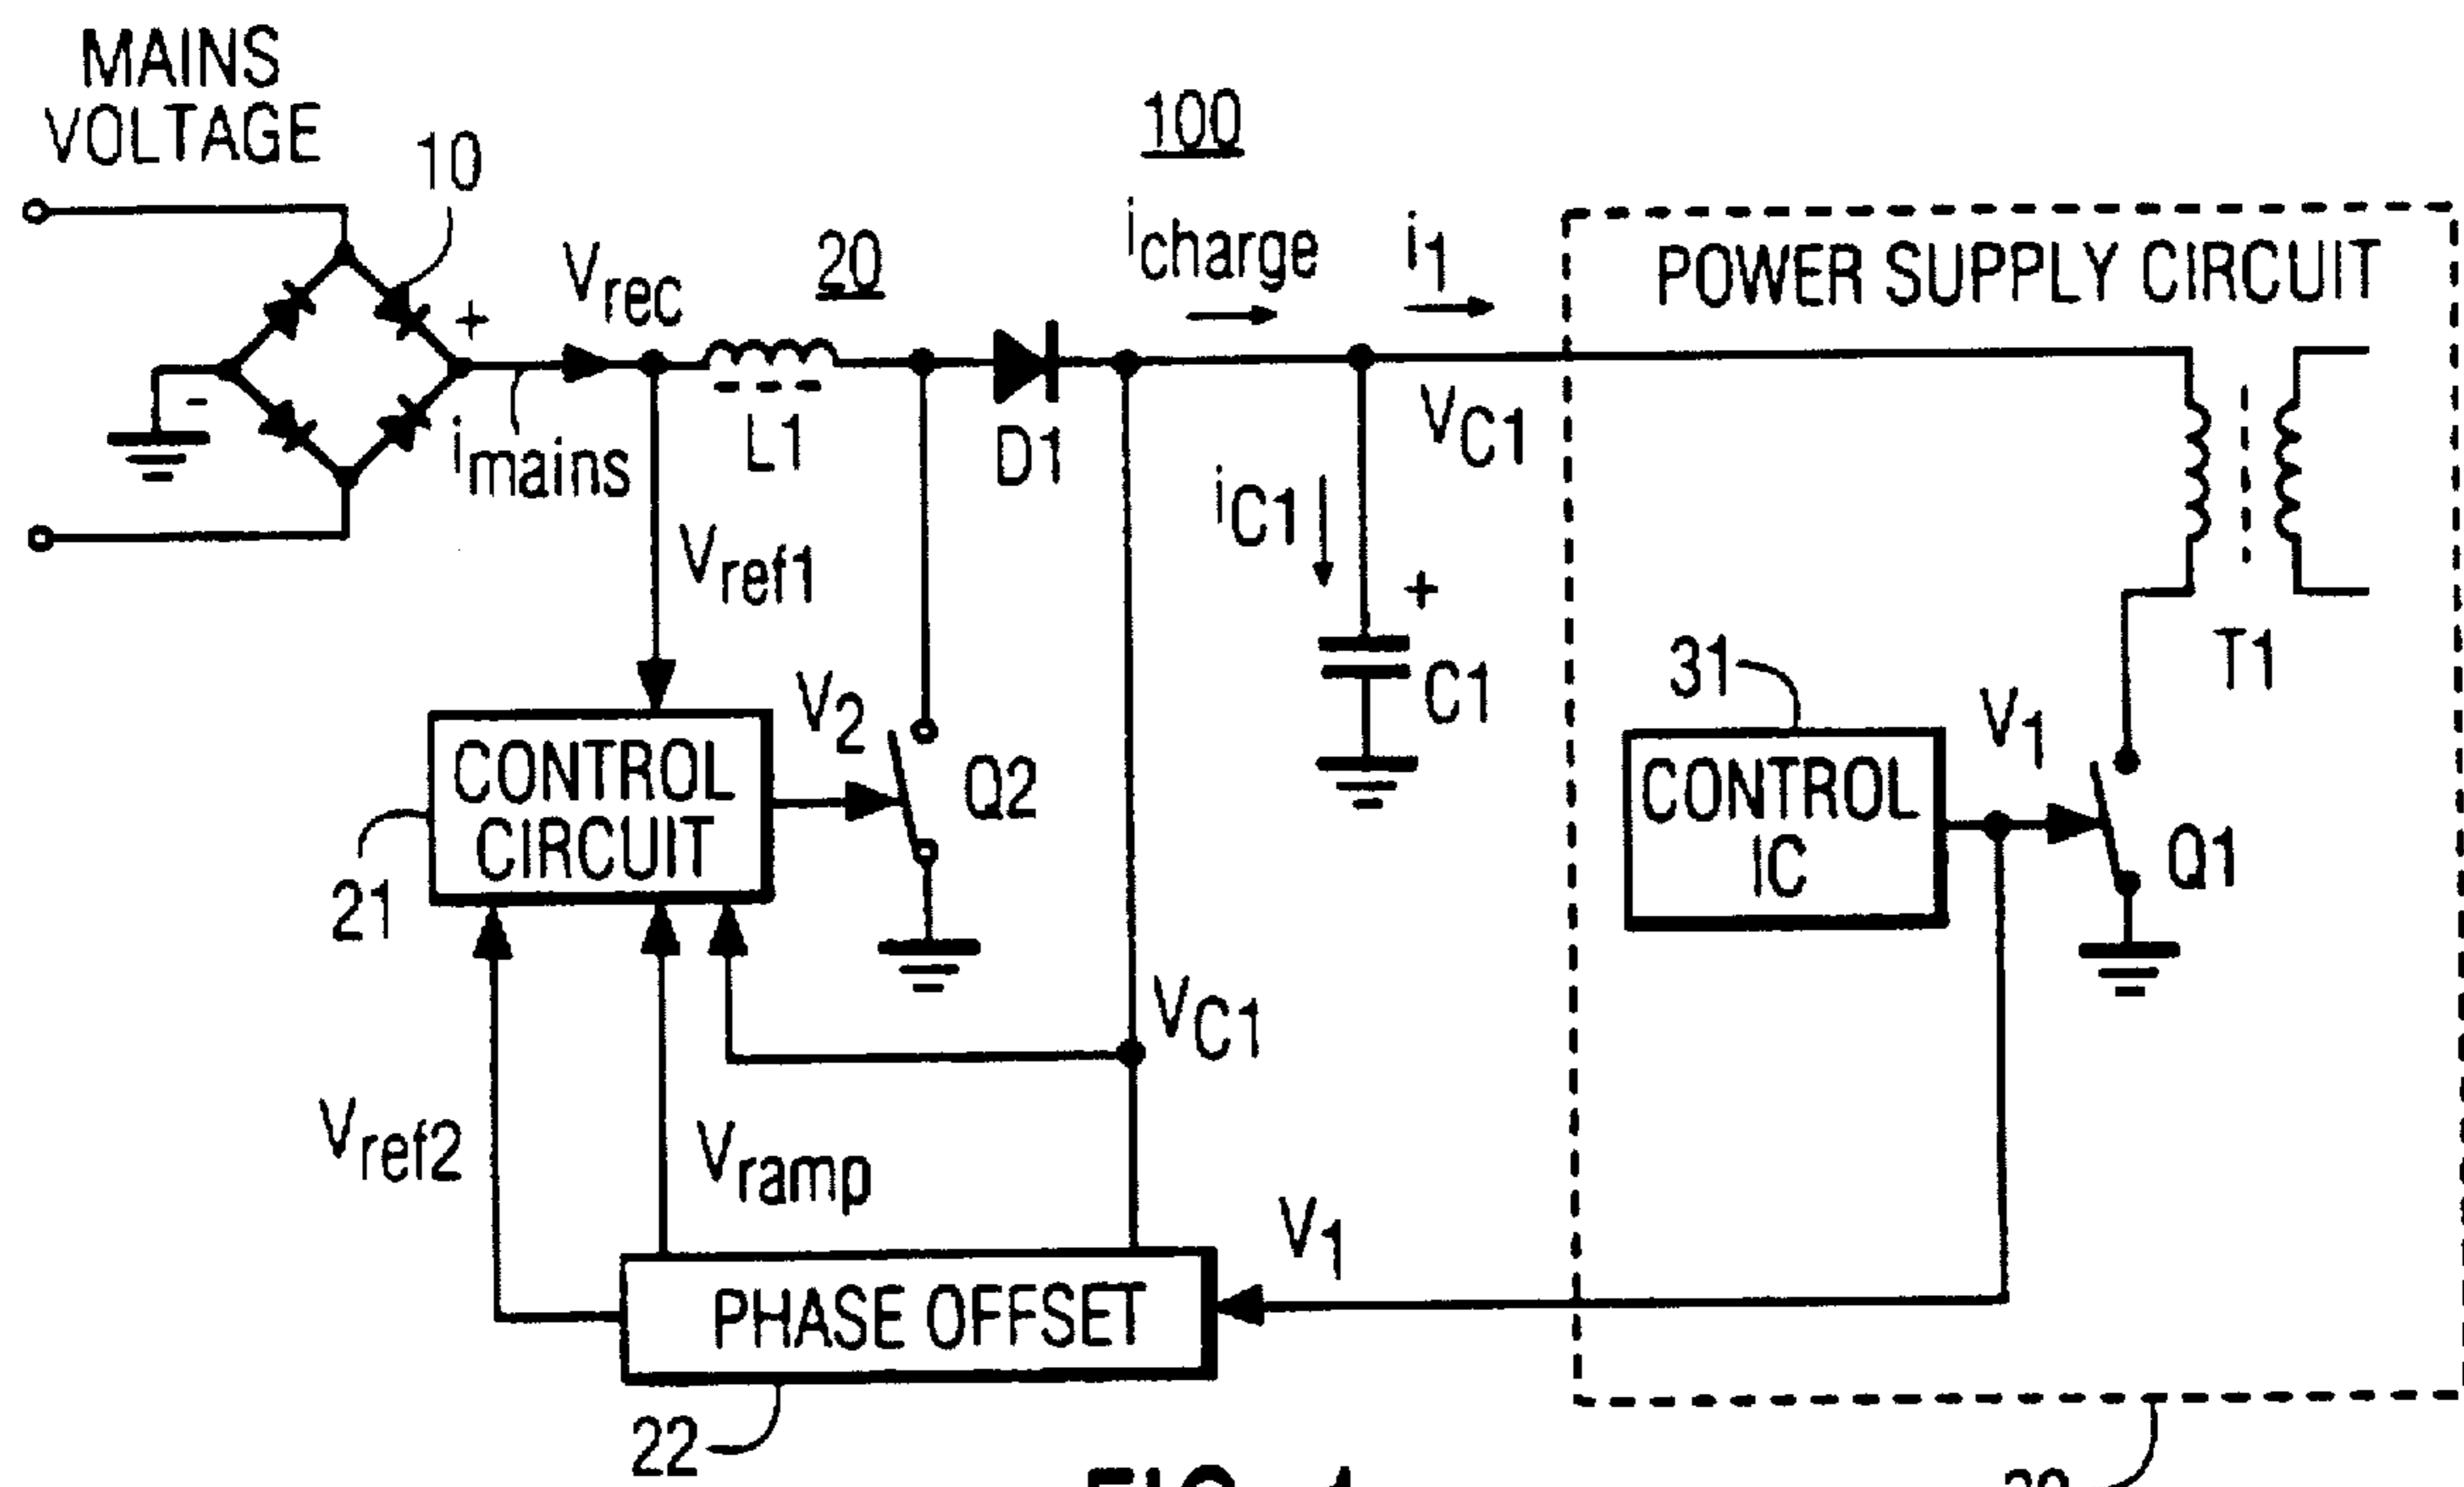 MAINS
VOLTAGE
10
100
Vrec
20
icharge
i1
POWER SUPPLY CIRCUIT
+
-
imains
L1
D1
VC1
iC1
Vref1
+
C1
T1
31
V2
V1
CONTROL
CIRCUIT
Q2
CONTROL
IC
Q1
21
VC1
Vref2
Vramp
V1
PHASE OFFSET
22